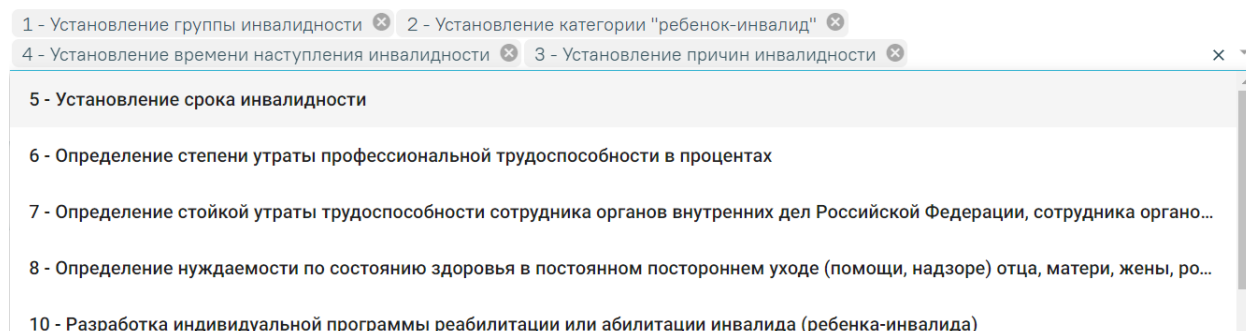 1 - Установление группы инвалидности 2 - Установление категории "ребенок-инвалид"
4 - Установление времени наступления инвалидности 3 - Установление причин инвалидности
5 - Установление срока инвалидности
6 - Определение степени утраты профессиональной трудоспособности в процентах
7 - Определение стойкой утраты трудоспособности сотрудника органов внутренних дел Российской Федерации, сотрудника органо...
8 - Определение нуждаемости по состоянию здоровья в постоянном постороннем уходе (помощи, надзоре) отца, матери, жены, ро...
10 - Разработка индивидуальной программы реабилитации или абилитации инвалида (ребенка-инвалида)